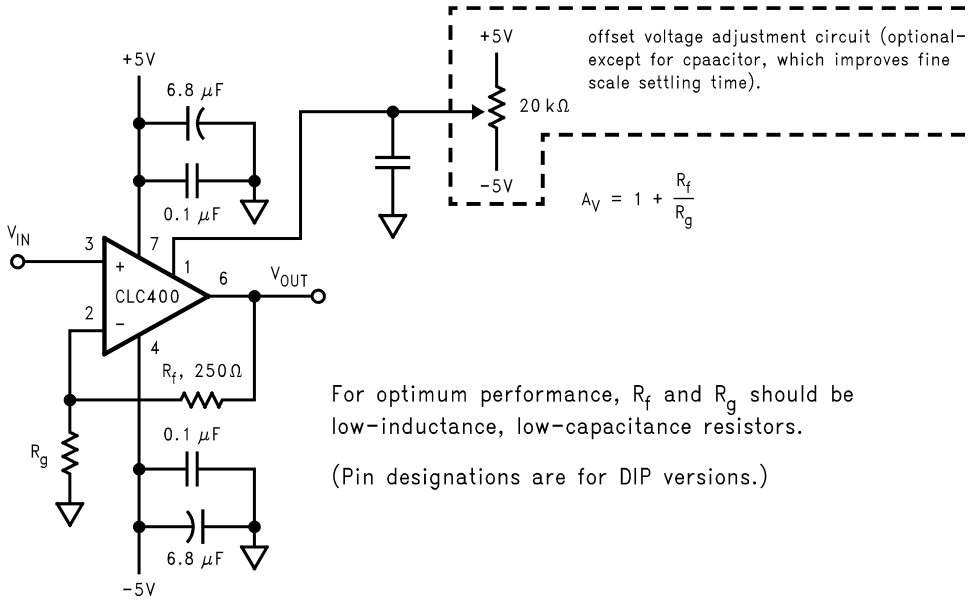 +5V
offset voltage adjustment circuit (optional–
except for cpaacitor, which improves fine
scale settling time).
20 kΩ
-5V
A_V = 1 + R_f/R_g
+5V
6.8 μF
0.1 μF
V_IN
3
7
1
+
CLC400
6
V_OUT
2
-
4
R_f, 250Ω
For optimum performance, R_f and R_g should be
low-inductance, low-capacitance resistors.
(Pin designations are for DIP versions.)
R_g
0.1 μF
6.8 μF
-5V